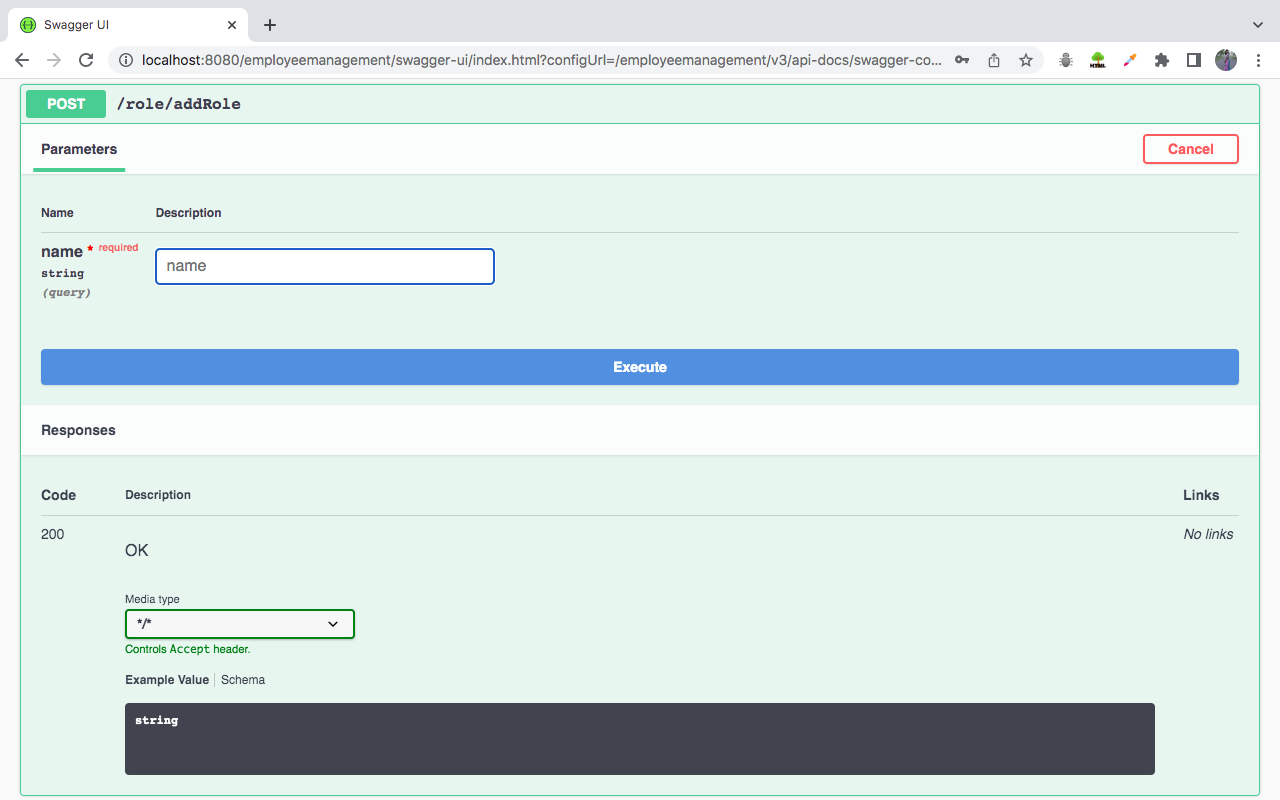 Swagger UI
localhost:8080/employeemanagement/swagger-ui/index.html?configUrl=/employeemanagement/v3/api-docs/swagger-co...
HTML
POST /role/addRole
Parameters
Cancel
Name Description
name * required
string
(query)
name
Execute
Responses
Code Description Links
200 No links
OK
Media type
*/*
Controls Accept header.
Example Value Schema
string